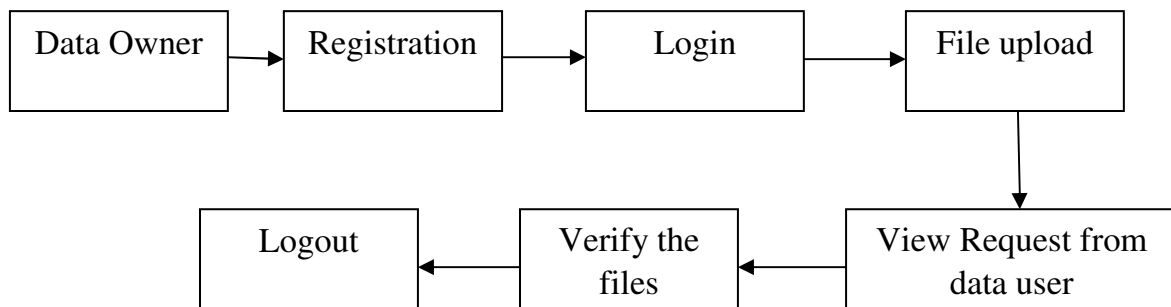 Data Owner
Registration
Login
File upload
View Request from
data user
Verify the
files
Logout